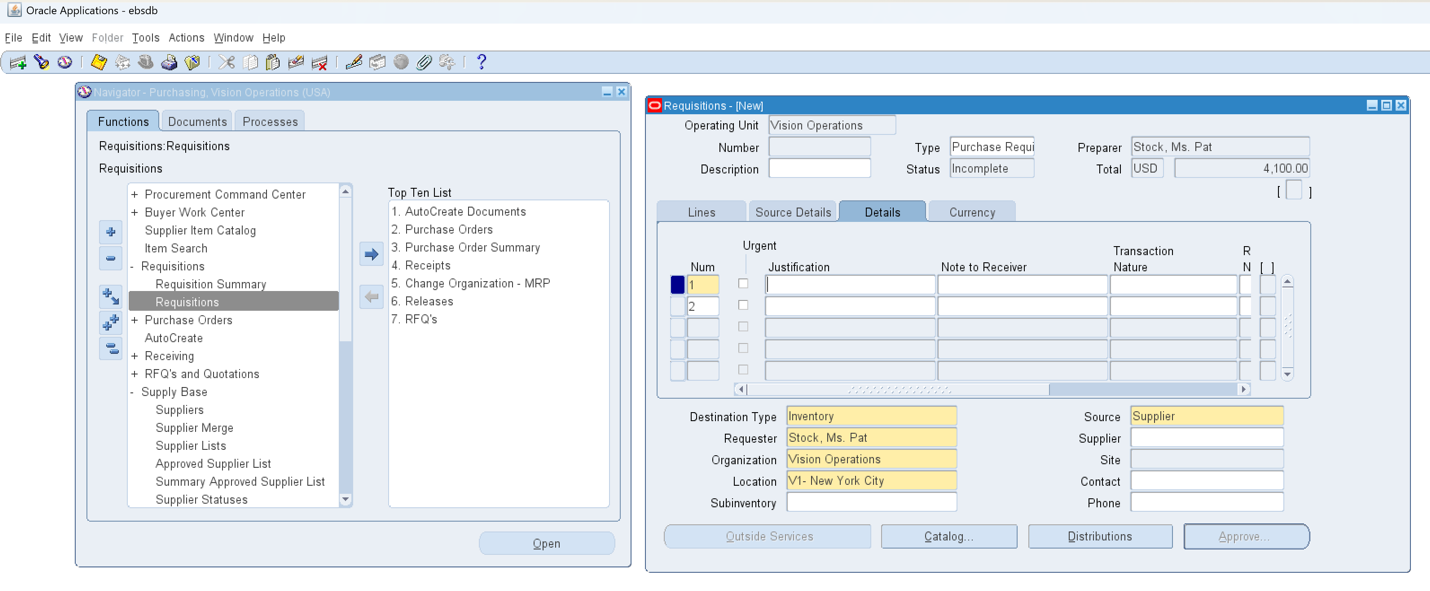 Oracle Applications - ebsdb
File Edit View Folder Tools Actions Window Help
Navigator - Purchasing, Vision Operations (USA)
Functions Documents Processes
Requisitions:Requisitions
Requisitions
+ Procurement Command Center
+ Buyer Work Center
Supplier Item Catalog
Item Search
- Requisitions
Requisition Summary
Requisitions
+ Purchase Orders
AutoCreate
+ Receiving
+ RFQ's and Quotations
- Supply Base
Suppliers
Supplier Merge
Supplier Lists
Approved Supplier List
Summary Approved Supplier List
Supplier Statuses
Top Ten List
1. AutoCreate Documents
2. Purchase Orders
3. Purchase Order Summary
4. Receipts
5. Change Organization - MRP
6. Releases
7. RFQ's
Open
Requisitions - [New]
Operating Unit Vision Operations
Number Type Purchase Requi Preparer Stock, Ms. Pat
Description Status Incomplete Total USD 4,100.00
[ ]
Lines Source Details Details Currency
Urgent
Transaction R
Num Justification Note to Receiver Nature N [ ]
1
2
Destination Type Inventory Source Supplier
Requester Stock, Ms. Pat Supplier
Organization Vision Operations Site
Location V1- New York City Contact
Subinventory Phone
Outside Services Catalog... Distributions Approve...